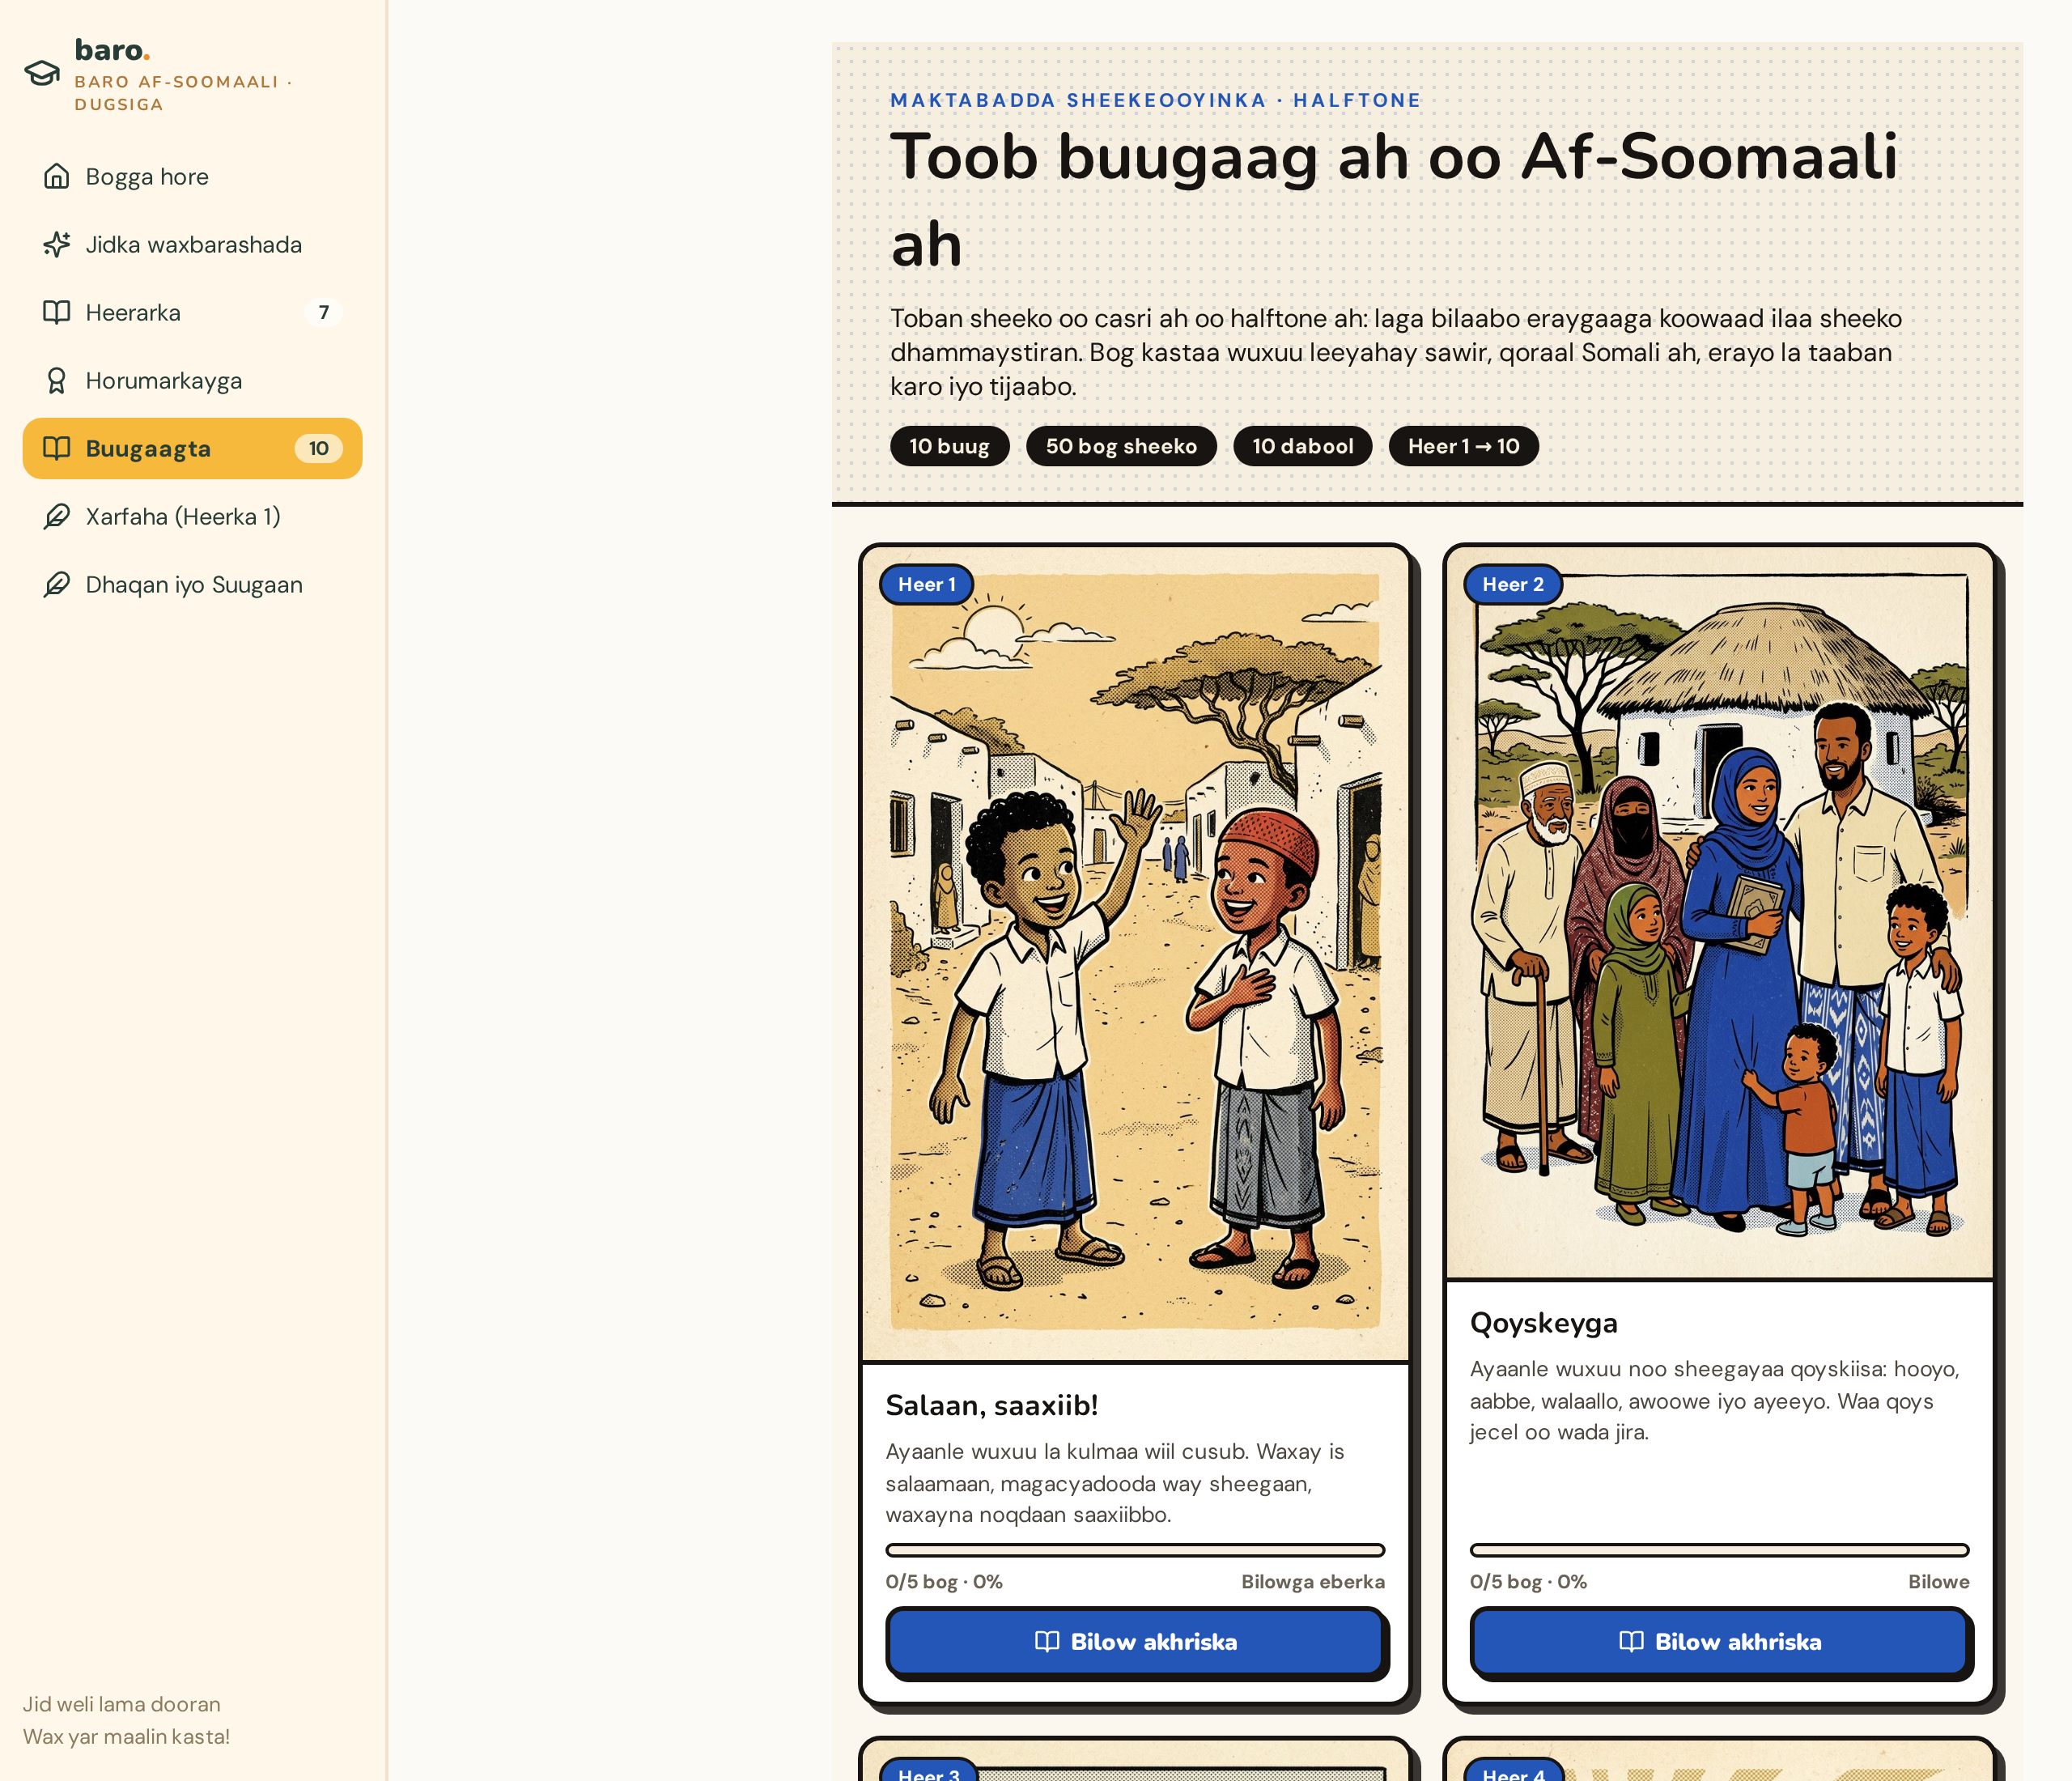 baro.
BARO AF-SOOMAALI ·
DUGSIGA
Bogga hore
Jidka waxbarashada
Heerarka 7
Horumarkayga
Buugaagta 10
Xarfaha (Heerka 1)
Dhaqan iyo Suugaan
Jid weli lama dooran
Wax yar maalin kasta!
MAKTABADDA SHEEKEOOYINKA · HALFTONE
Toob buugaag ah oo Af-Soomaali
ah
Toban sheeko oo casri ah oo halftone ah: laga bilaabo eraygaaga koowaad ilaa sheeko
dhammaystiran. Bog kastaa wuxuu leeyahay sawir, qoraal Somali ah, erayo la taaban
karo iyo tijaabo.
10 buug
50 bog sheeko
10 dabool
Heer 1 → 10
Heer 1
Salaan, saaxiib!
Ayaanle wuxuu la kulmaa wiil cusub. Waxay is
salaamaan, magacyadooda way sheegaan,
waxayna noqdaan saaxiibbo.
0/5 bog · 0%
Bilowga eberka
Bilow akhriska
Heer 2
Qoyskeyga
Ayaanle wuxuu noo sheegayaa qoyskiisa: hooyo,
aabbe, walaallo, awoowe iyo ayeeyo. Waa qoys
jecel oo wada jira.
0/5 bog · 0%
Bilowe
Bilow akhriska
Heer 3
Heer 4